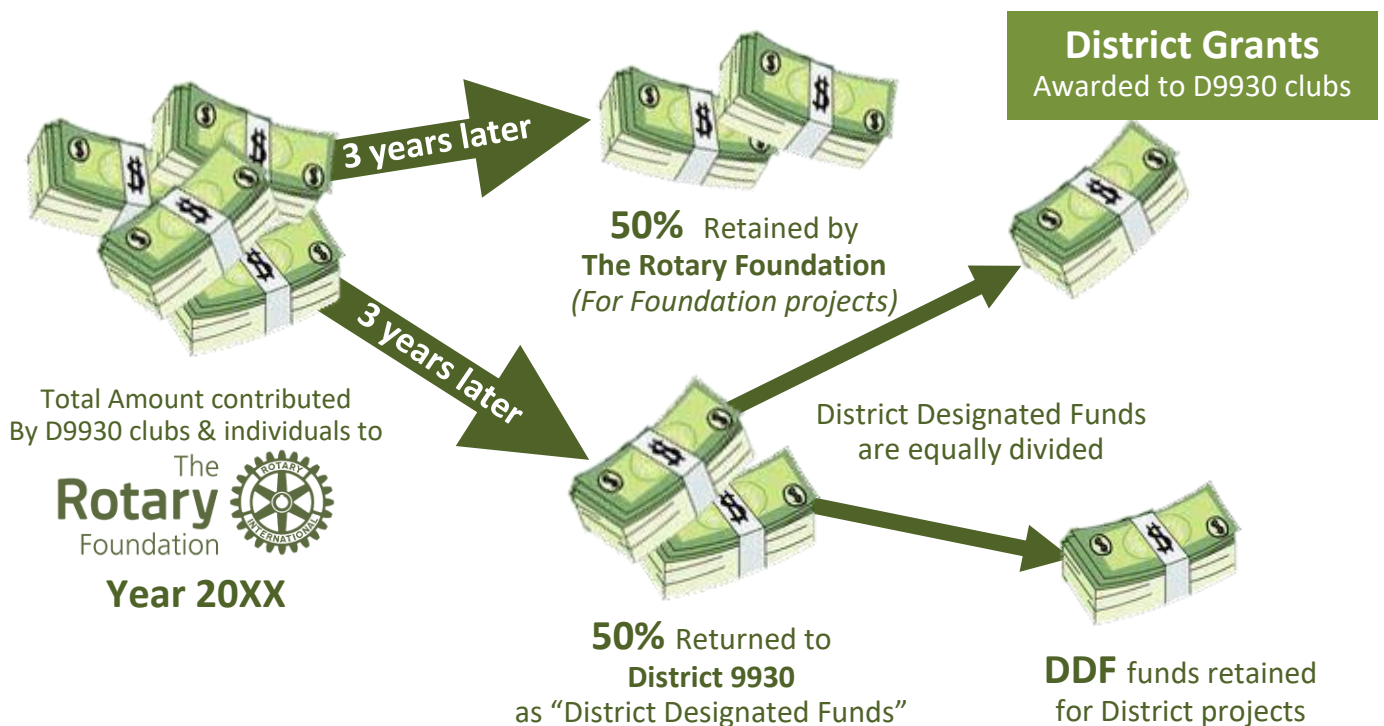 District Grants
Awarded to D9930 clubs
3 years later
50% Retained by
The Rotary Foundation
(For Foundation projects)
3 years later
Total Amount contributed
By D9930 clubs & individuals to
The
Rotary
Foundation
ROTARY
INTERNATIONAL
Year 20XX
District Designated Funds
are equally divided
50% Returned to
District 9930
as “District Designated Funds”
DDF funds retained
for District projects